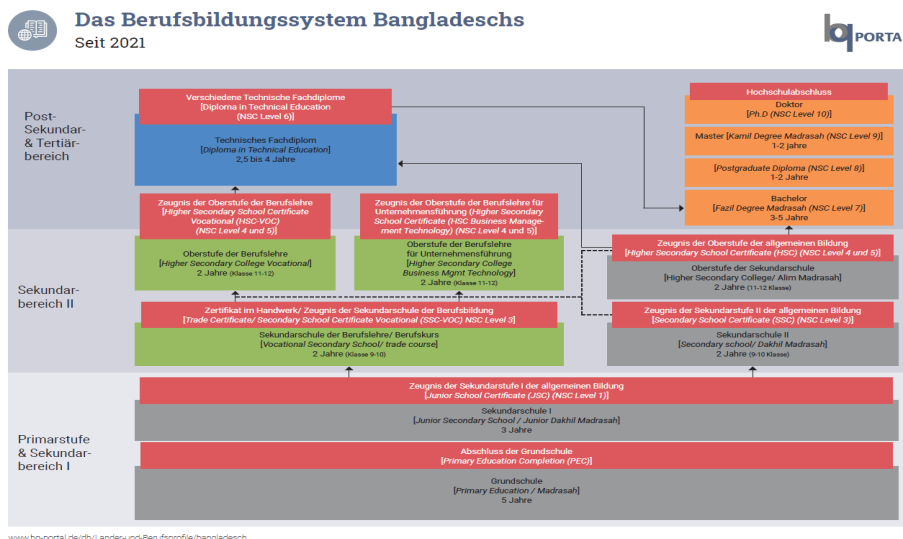 Das Berufsbildungssystem Bangladeschs
Seit 2021
bq PORTA
Post-
Sekundar-
& Tertiär-
bereich
Verschiedene Technische Fachdiplome
[Diploma in Technical Education
(NSC Level 6)]
Technisches Fachdiplom
[Diploma in Technical Education]
2,5 bis 4 Jahre
Hochschulabschluss
Doktor
[Ph.D (NSC Level 10)]
Master [Kamil Degree Madrasah (NSC Level 9)]
1-2 jahre
[Postgraduate Diploma (NSC Level 8)]
1-2 Jahre
Bachelor
[Fazil Degree Madrasah (NSC Level 7)]
3-5 Jahre
Zeugnis der Oberstufe der Berufslehre
[Higher Secondary School Certificate
Vocational (HSC-VOC)
(NSC Level 4 und 5)]
Zeugnis der Oberstufe der Berufslehre für
Unternehmensführung (Higher Secondary
School Certificate (HSC Business Manage-
ment Technology) (NSC Level 4 und 5)]
Sekundar-
bereich II
Oberstufe der Berufslehre
[Higher Secondary College Vocational]
2 Jahre (Klasse 11-12)
Oberstufe der Berufslehre
für Unternehmensführung
[Higher Secondary College
Business Mgmt Technology]
2 Jahre (Klasse 11-12)
Zeugnis der Oberstufe der allgemeinen Bildung
[Higher Secondary School Certificate (HSC) (NSC Level 4 und 5)]
Oberstufe der Sekundarschule
[Higher Secondary College/ Alim Madrasah]
2 Jahre (11-12 Klasse)
Zertifikat im Handwerk/ Zeugnis der Sekundarschule der Berufsbildung
[Trade Certificate/ Secondary School Certificate Vocational (SSC-VOC) NSC Level 3]
Sekundarschule der Berufslehre/ Berufskurs
[Vocational Secondary School/ trade course]
2 Jahre (Klasse 9-10)
Zeugnis der Sekundarstufe II der allgemeinen Bildung
[Secondary School Certificate (SSC) (NSC Level 3)]
Sekundarschule II
[Secondary school/ Dakhil Madrasah]
2 Jahre (9-10 Klasse)
Primarstufe
& Sekundar-
bereich I
Zeugnis der Sekundarstufe I der allgemeinen Bildung
[Junior School Certificate (JSC) (NSC Level 1)]
Sekundarschule I
[Junior Secondary School / Junior Dakhil Madrasah]
3 Jahre
Abschluss der Grundschule
[Primary Education Completion (PEC)]
Grundschule
[Primary Education / Madrasah]
5 Jahre
www.bq-portal.de/db/Länder-und-Berufsprofile/bangladesch